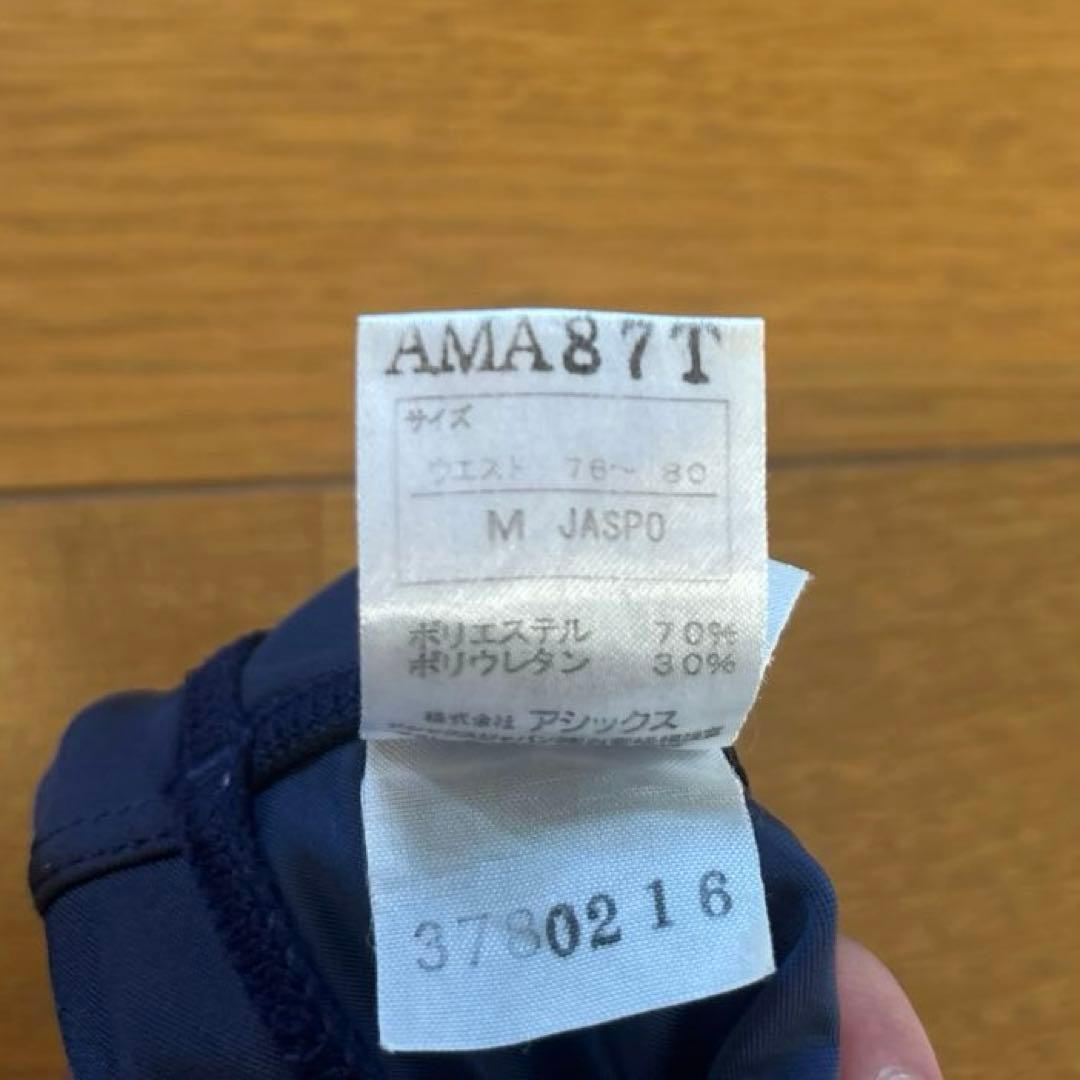 AMA87T
サイズ
ウエスト 76～ 80
M JASPO
ポリエステル 70%
ポリウレタン 30%
株式会社 アシックス
3780216